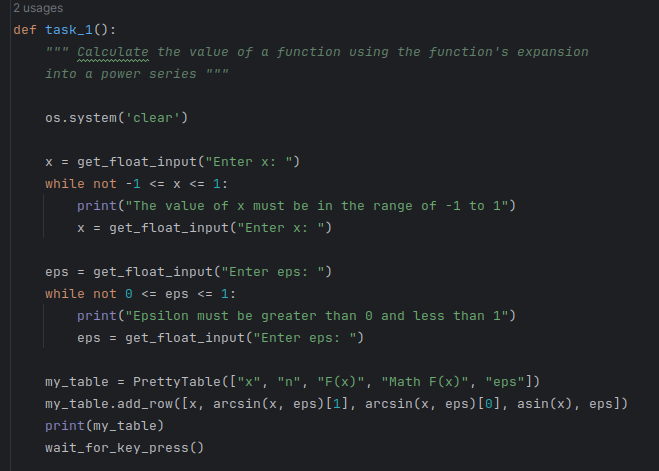 2 usages
def task_1():
    """ Calculate the value of a function using the function's expansion
    into a power series """
    os.system('clear')
    x = get_float_input("Enter x: ")
    while not -1 <= x <= 1:
        print("The value of x must be in the range of -1 to 1")
        x = get_float_input("Enter x: ")
    eps = get_float_input("Enter eps: ")
    while not 0 <= eps <= 1:
        print("Epsilon must be greater than 0 and less than 1")
        eps = get_float_input("Enter eps: ")
    my_table = PrettyTable(["x", "n", "F(x)", "Math F(x)", "eps"])
    my_table.add_row([x, arcsin(x, eps)[1], arcsin(x, eps)[0], asin(x), eps])
    print(my_table)
    wait_for_key_press()